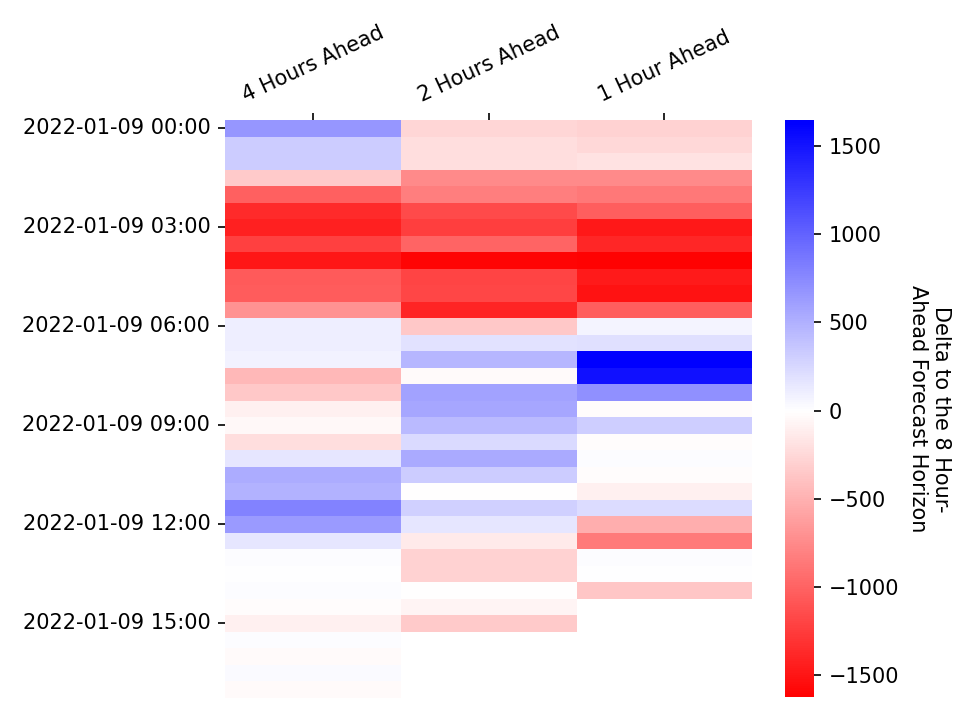 4 Hours Ahead
2 Hours Ahead
1 Hour Ahead
2022-01-09 00:00
2022-01-09 03:00
2022-01-09 06:00
2022-01-09 09:00
2022-01-09 12:00
2022-01-09 15:00
1500
1000
500
0
−500
−1000
−1500
Delta to the 8 Hour-
Ahead Forecast Horizon